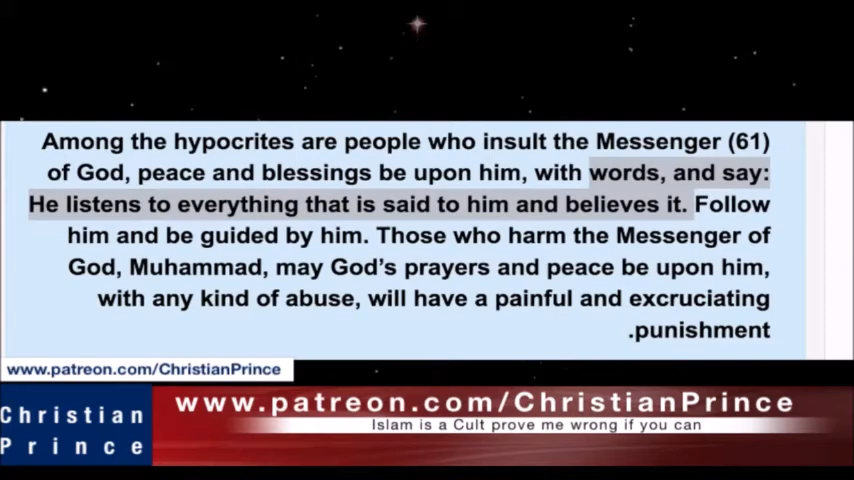 Among the hypocrites are people who insult the Messenger (61)
of God, peace and blessings be upon him, with words, and say:
He listens to everything that is said to him and believes it. Follow
him and be guided by him. Those who harm the Messenger of
God, Muhammad, may God's prayers and peace be upon him,
with any kind of abuse, will have a painful and excruciating
.punishment
www.patreon.com/ChristianPrince
Christian
Prince
www.patreon.com/ChristianPrince
Islam is a Cult prove me wrong if you can